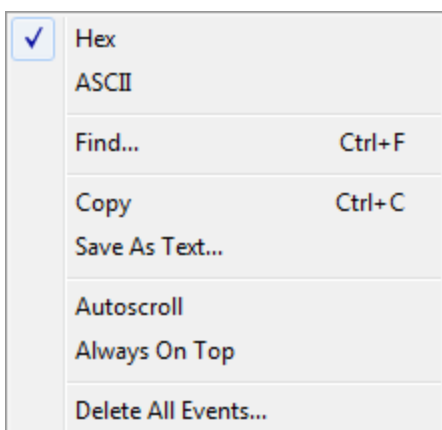 Hex
ASCII
Find... Ctrl+F
Copy Ctrl+C
Save As Text...
Autoscroll
Always On Top
Delete All Events...